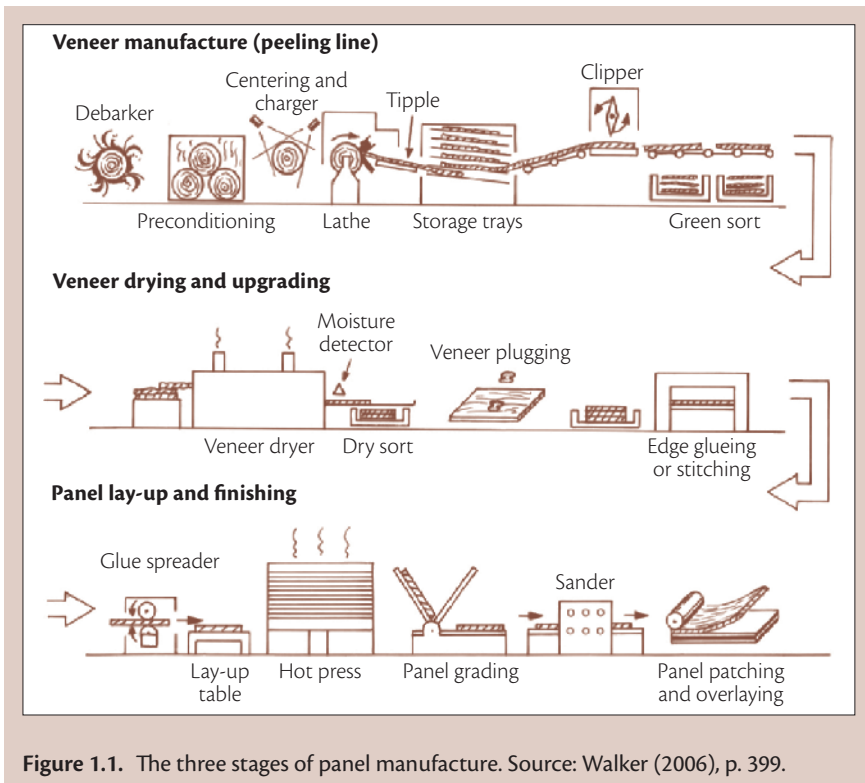 Veneer manufacture (peeling line)
Clipper
Centering and
charger
Tipple
Debarker
Preconditioning
Lathe
Storage trays
Green sort
Veneer drying and upgrading
Moisture
detector
Veneer plugging
Veneer dryer
Dry sort
Edge glueing
or stitching
Panel lay-up and finishing
Glue spreader
Sander
Lay-up
table
Hot press
Panel grading
Panel patching
and overlaying
Figure 1.1. The three stages of panel manufacture. Source: Walker (2006), p. 399.